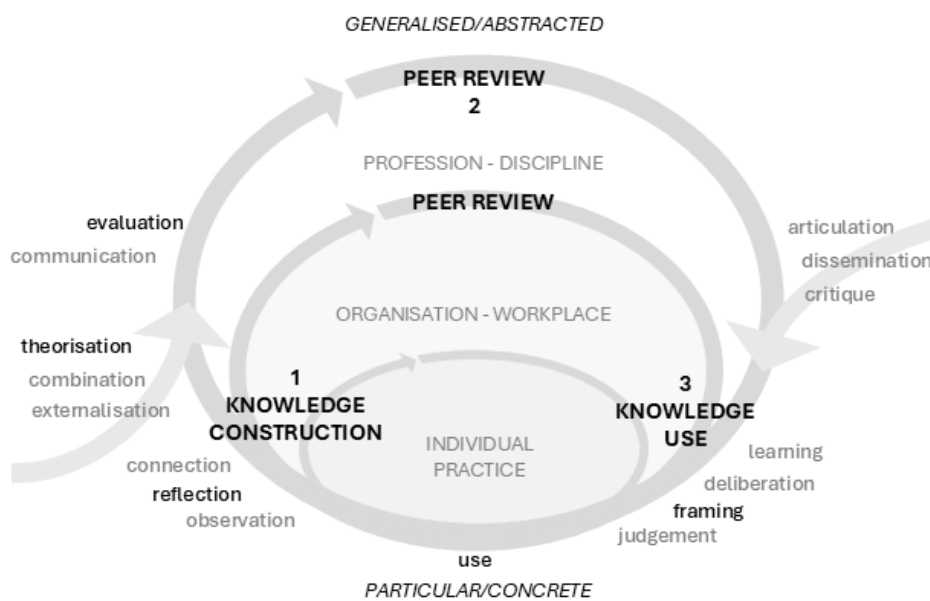 GENERALISED/ABSTRACTED
PEER REVIEW
2
PROFESSION - DISCIPLINE
PEER REVIEW
evaluation
communication
articulation
dissemination
critique
ORGANISATION - WORKPLACE
theorisation
combination
externalisation
1
KNOWLEDGE
CONSTRUCTION
3
KNOWLEDGE
USE
INDIVIDUAL
PRACTICE
connection
reflection
observation
learning
deliberation
framing
judgement
use
PARTICULAR/CONCRETE